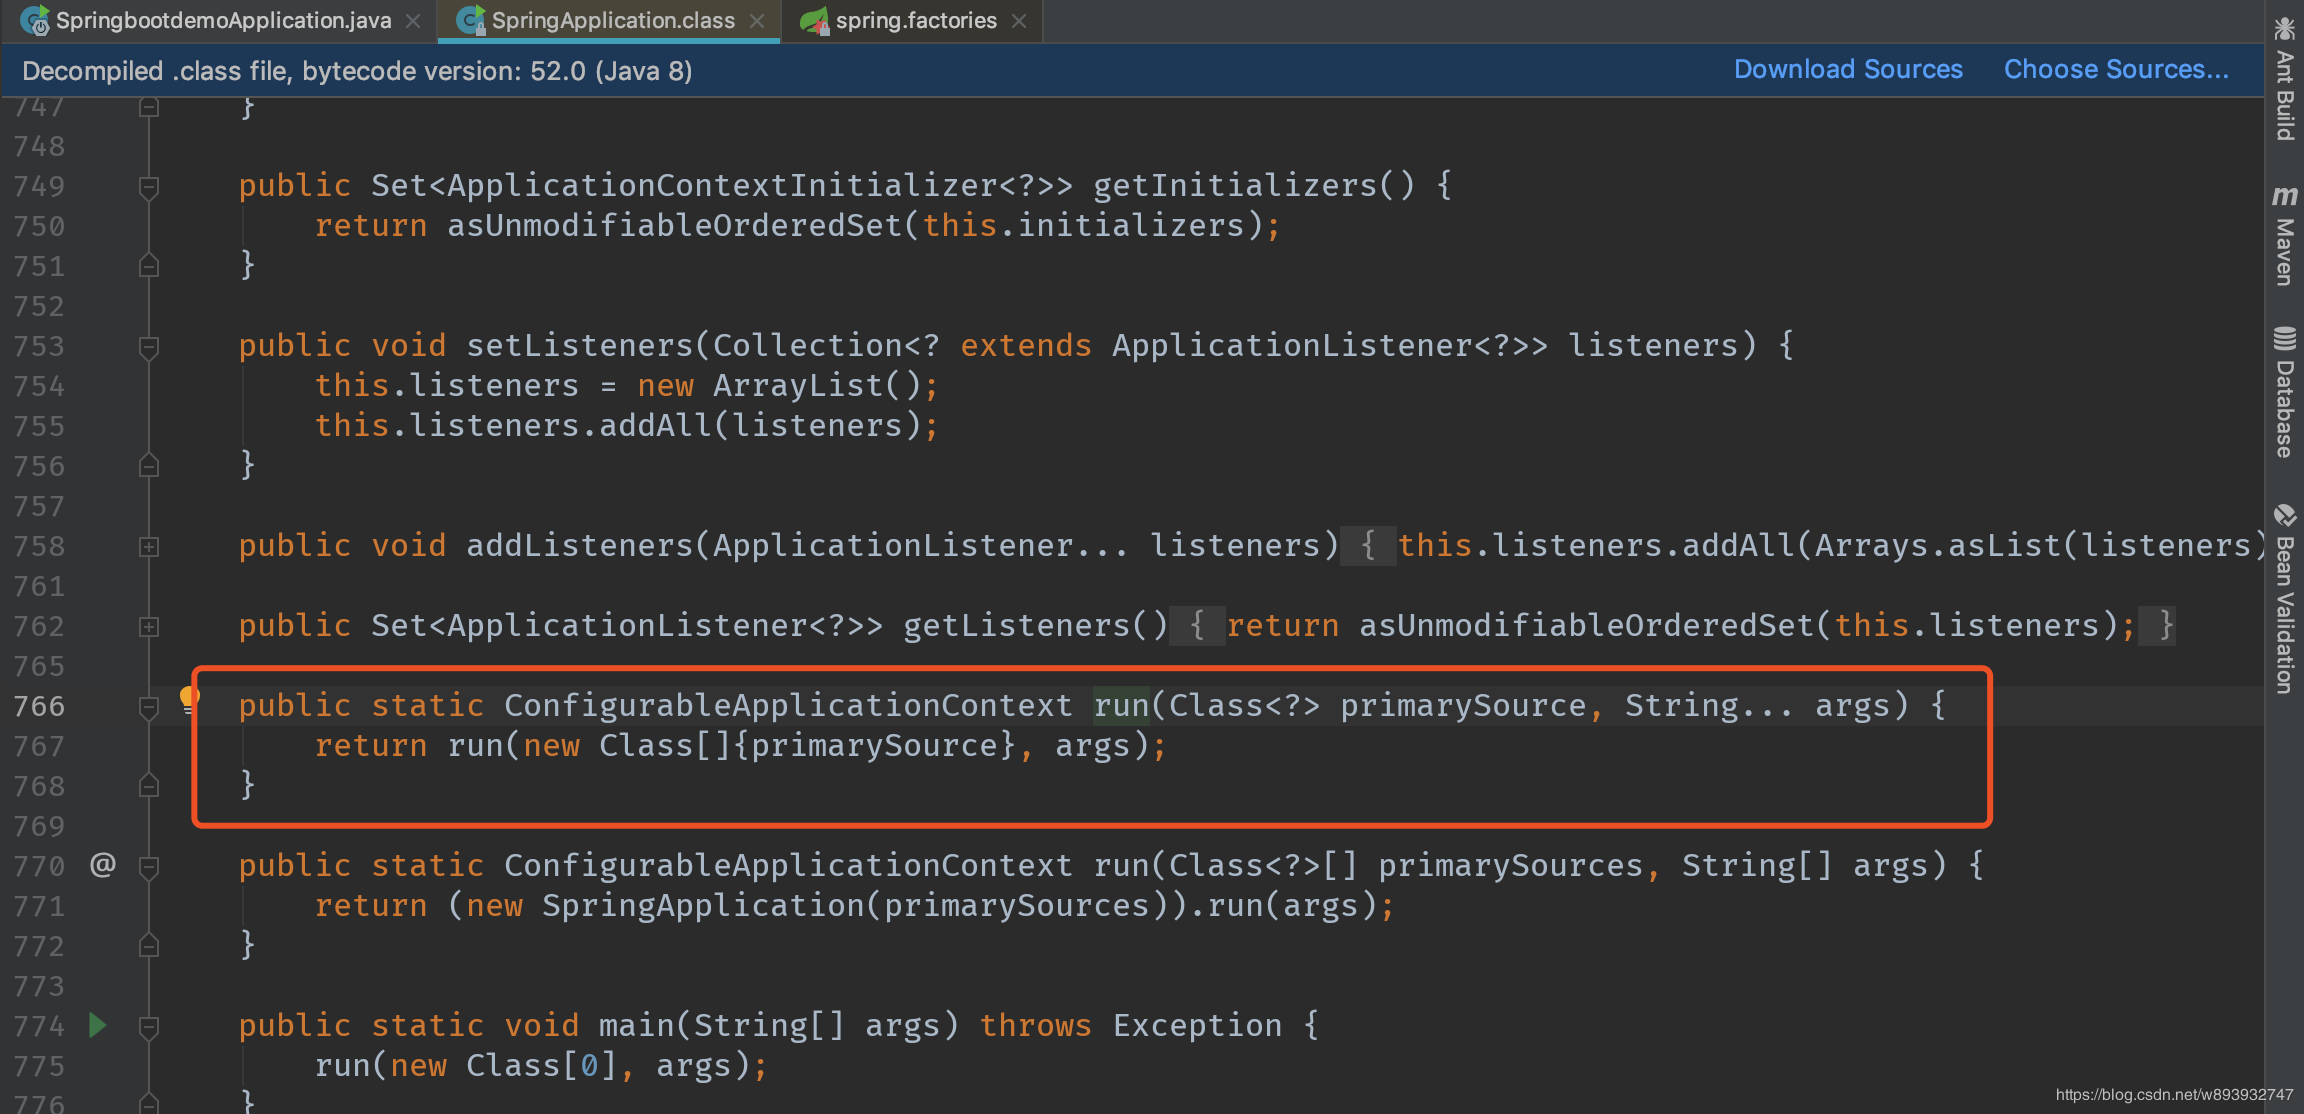 SpringbootdemoApplication.java
SpringApplication.class
spring.factories
Decompiled .class file, bytecode version: 52.0 (Java 8)
Download Sources
Choose Sources...
747 }
748
749 public Set<ApplicationContextInitializer<?>> getInitializers() {
750 return asUnmodifiableOrderedSet(this.initializers);
751 }
752
753 public void setListeners(Collection<? extends ApplicationListener<?>> listeners) {
754 this.listeners = new ArrayList();
755 this.listeners.addAll(listeners);
756 }
757
758 public void addListeners(ApplicationListener... listeners) { this.listeners.addAll(Arrays.asList(listeners)
761
762 public Set<ApplicationListener<?>> getListeners() { return asUnmodifiableOrderedSet(this.listeners); }
765
766 public static ConfigurableApplicationContext run(Class<?> primarySource, String... args) {
767 return run(new Class[]{primarySource}, args);
768 }
769
770 @ public static ConfigurableApplicationContext run(Class<?>[] primarySources, String[] args) {
771 return (new SpringApplication(primarySources)).run(args);
772 }
773
774 public static void main(String[] args) throws Exception {
775 run(new Class[0], args);
776 }
Ant Build
Maven
Database
Bean Validation
https://blog.csdn.net/w893932747